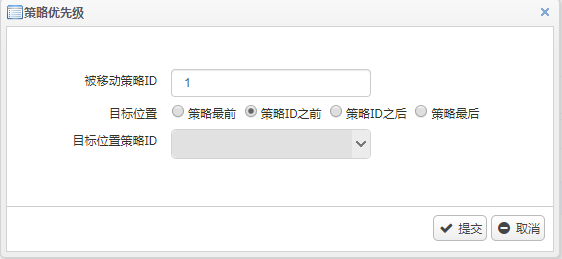 策略优先级
被移动策略ID 1
目标位置 策略最前 策略ID之前 策略ID之后 策略最后
目标位置策略ID
提交 取消